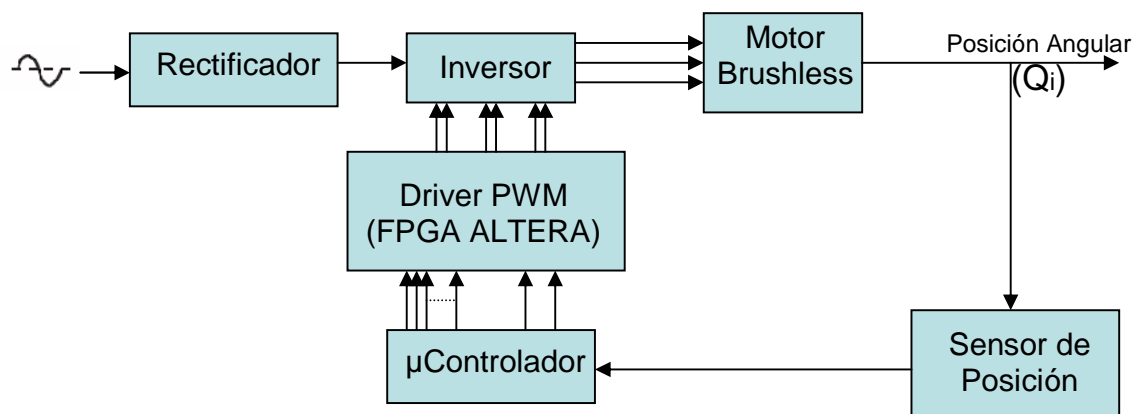 Rectificador
Inversor
Motor
Brushless
Posición Angular
(Qi)
Driver PWM
(FPGA ALTERA)
µControlador
Sensor de
Posición